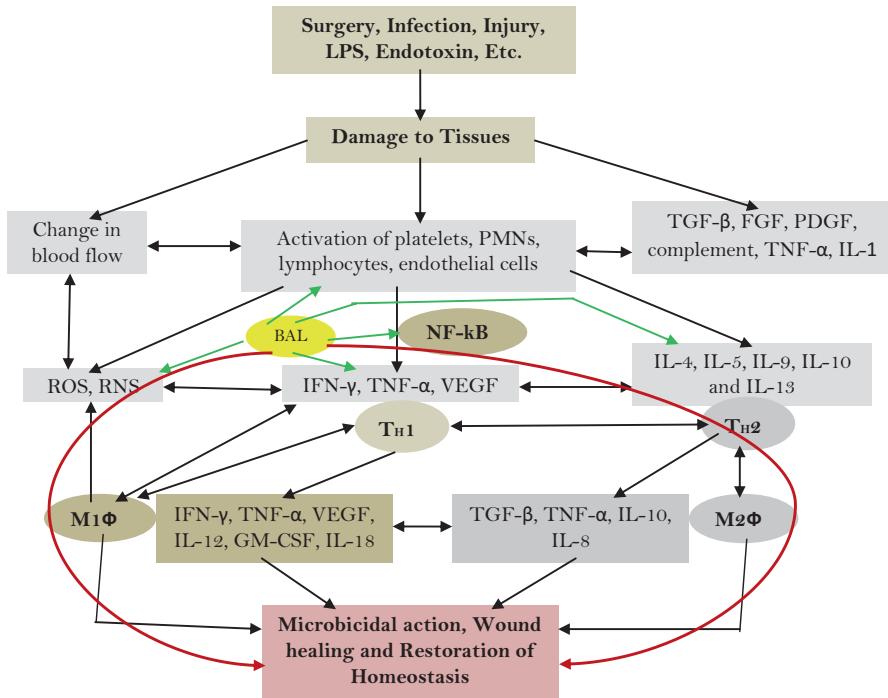 Surgery, Infection, Injury,
LPS, Endotoxin, Etc.
Damage to Tissues
Change in
blood flow
Activation of platelets, PMNs,
lymphocytes, endothelial cells
TGF-β, FGF, PDGF,
complement, TNF-α, IL-1
BAL
NF-kB
ROS, RNS
IFN-γ, TNF-α, VEGF
IL-4, IL-5, IL-9, IL-10
and IL-13
TH1
TH2
M1Φ
IFN-γ, TNF-α, VEGF,
IL-12, GM-CSF, IL-18
TGF-β, TNF-α, IL-10,
IL-8
M2Φ
Microbicidal action, Wound
healing and Restoration of
Homeostasis